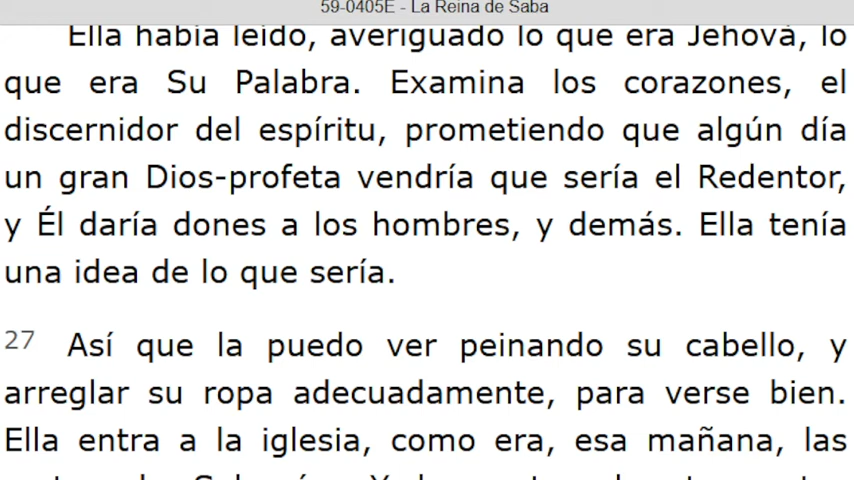 59-0405E - La Reina de Saba
Ella había leído, averiguado lo que era Jehová, lo
que era Su Palabra. Examina los corazones, el
discernidor del espíritu, prometiendo que algún día
un gran Dios-profeta vendría que sería el Redentor,
y Él daría dones a los hombres, y demás. Ella tenía
una idea de lo que sería.
27 Así que la puedo ver peinando su cabello, y
arreglar su ropa adecuadamente, para verse bien.
Ella entra a la iglesia, como era, esa mañana, las